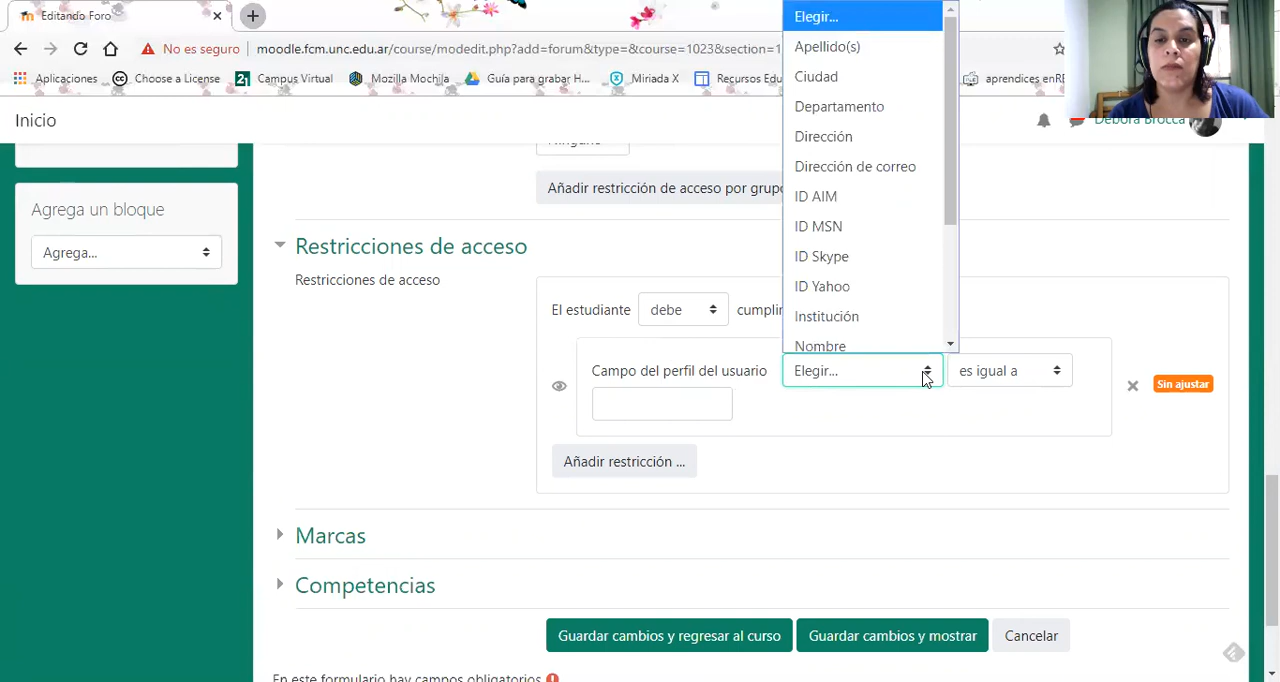 Editando Foro
No es seguro moodle.fcm.unc.edu.ar/course/modedit.php?add=forum&type=&course=1023&section=1
Aplicaciones Choose a License Campus Virtual Mozilla Mochila Guía para grabar H... Miriada X Recursos Edu aprendices enRE
Inicio
Débora Brocca
Agrega un bloque
Agrega...
Ninguno
Añadir restricción de acceso por grupo
Restricciones de acceso
Restricciones de acceso
El estudiante debe cumplir
Elegir...
Apellido(s)
Ciudad
Departamento
Dirección
Dirección de correo
ID AIM
ID MSN
ID Skype
ID Yahoo
Institución
Nombre
Campo del perfil del usuario Elegir... es igual a
Sin ajustar
Añadir restricción ...
Marcas
Competencias
Guardar cambios y regresar al curso Guardar cambios y mostrar Cancelar
En este formulario hay campos obligatorios